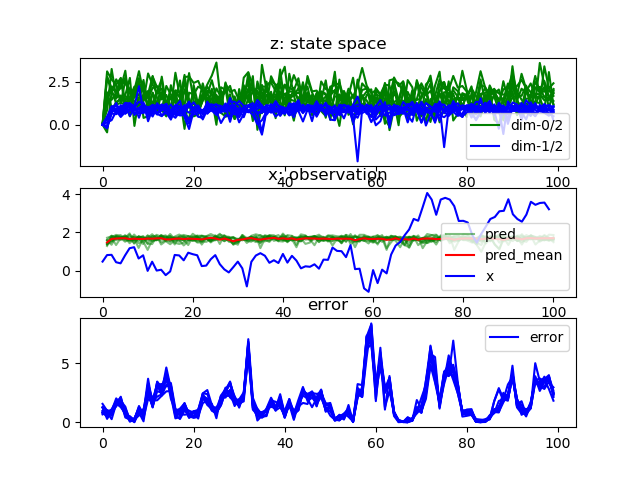 z: state space
2.5
0.0
dim-0/2
dim-1/2
0 20 40 60 80 100
x: observation
4
2
0
pred
pred_mean
x
0 20 40 60 80 100
error
5
0
error
0 20 40 60 80 100